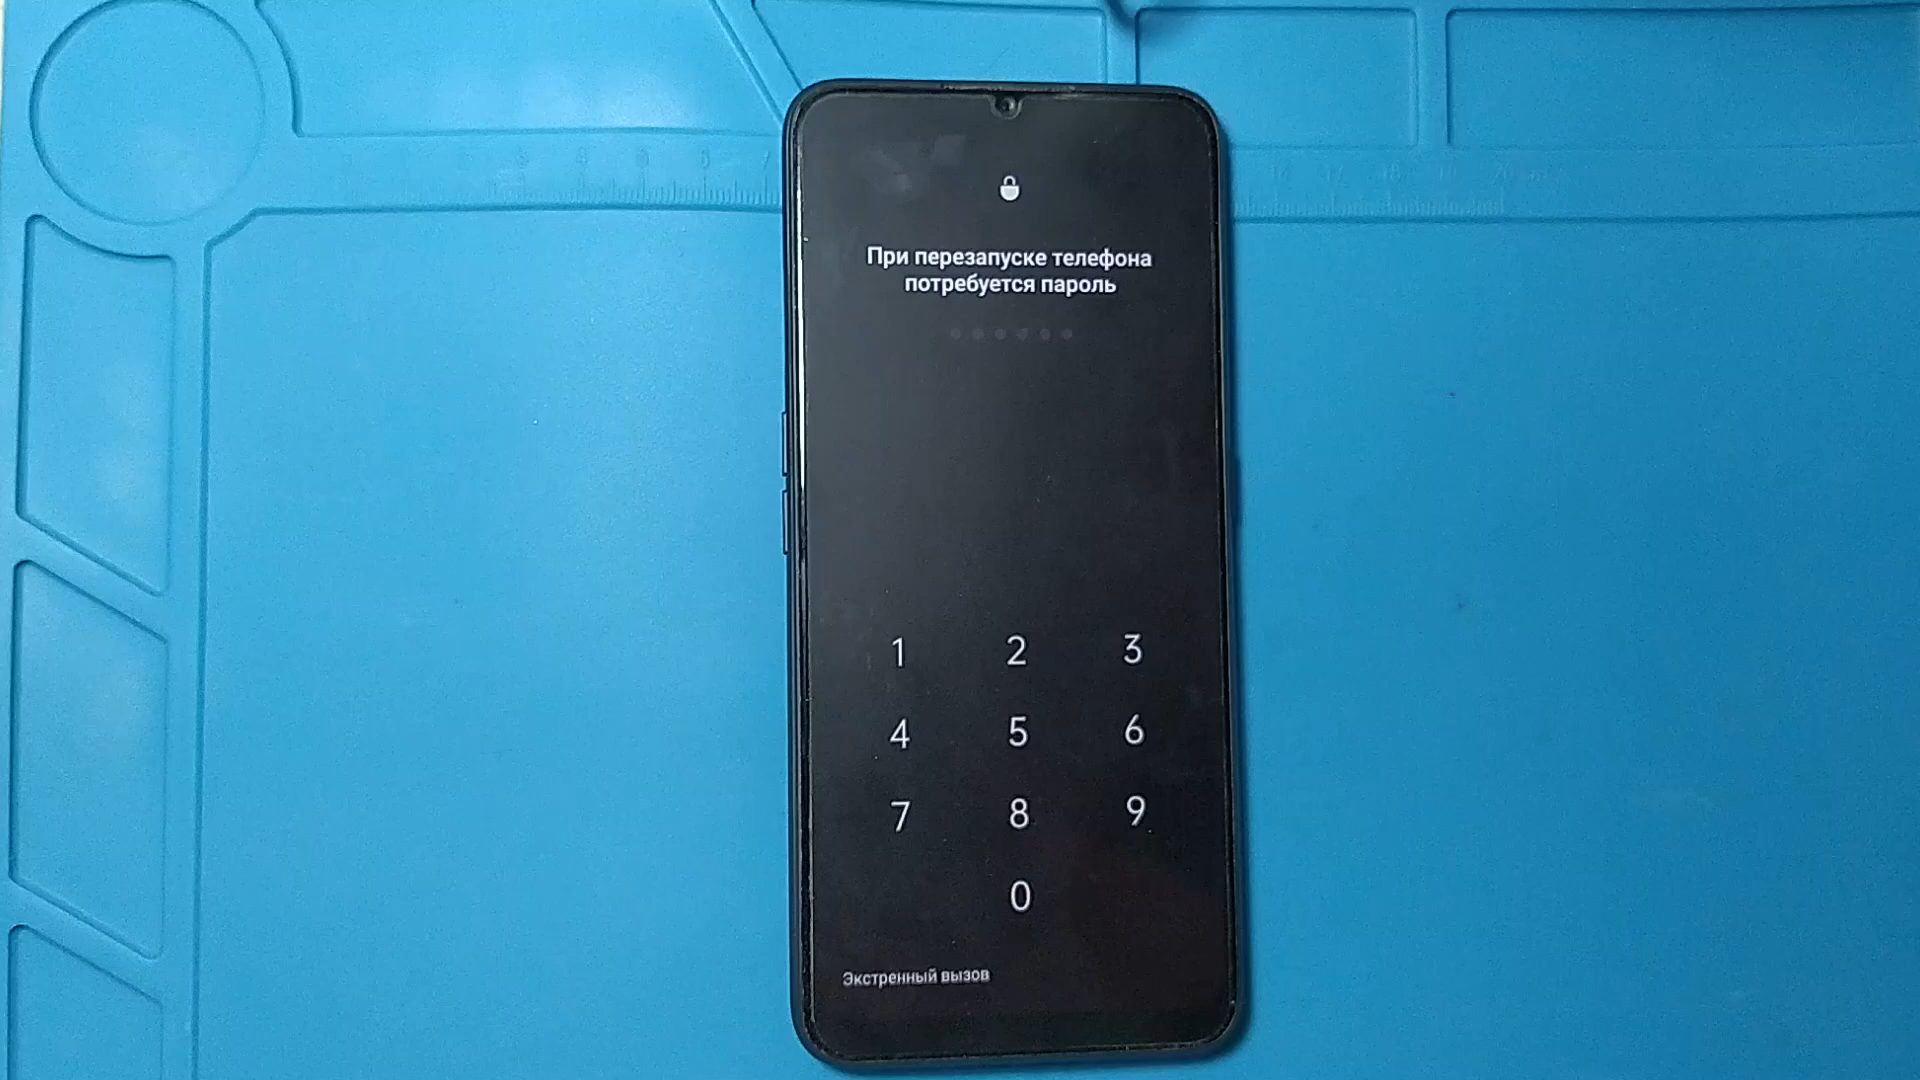 При перезапуске телефона
потребуется пароль
1 2 3
4 5 6
7 8 9
0
Экстренный вызов